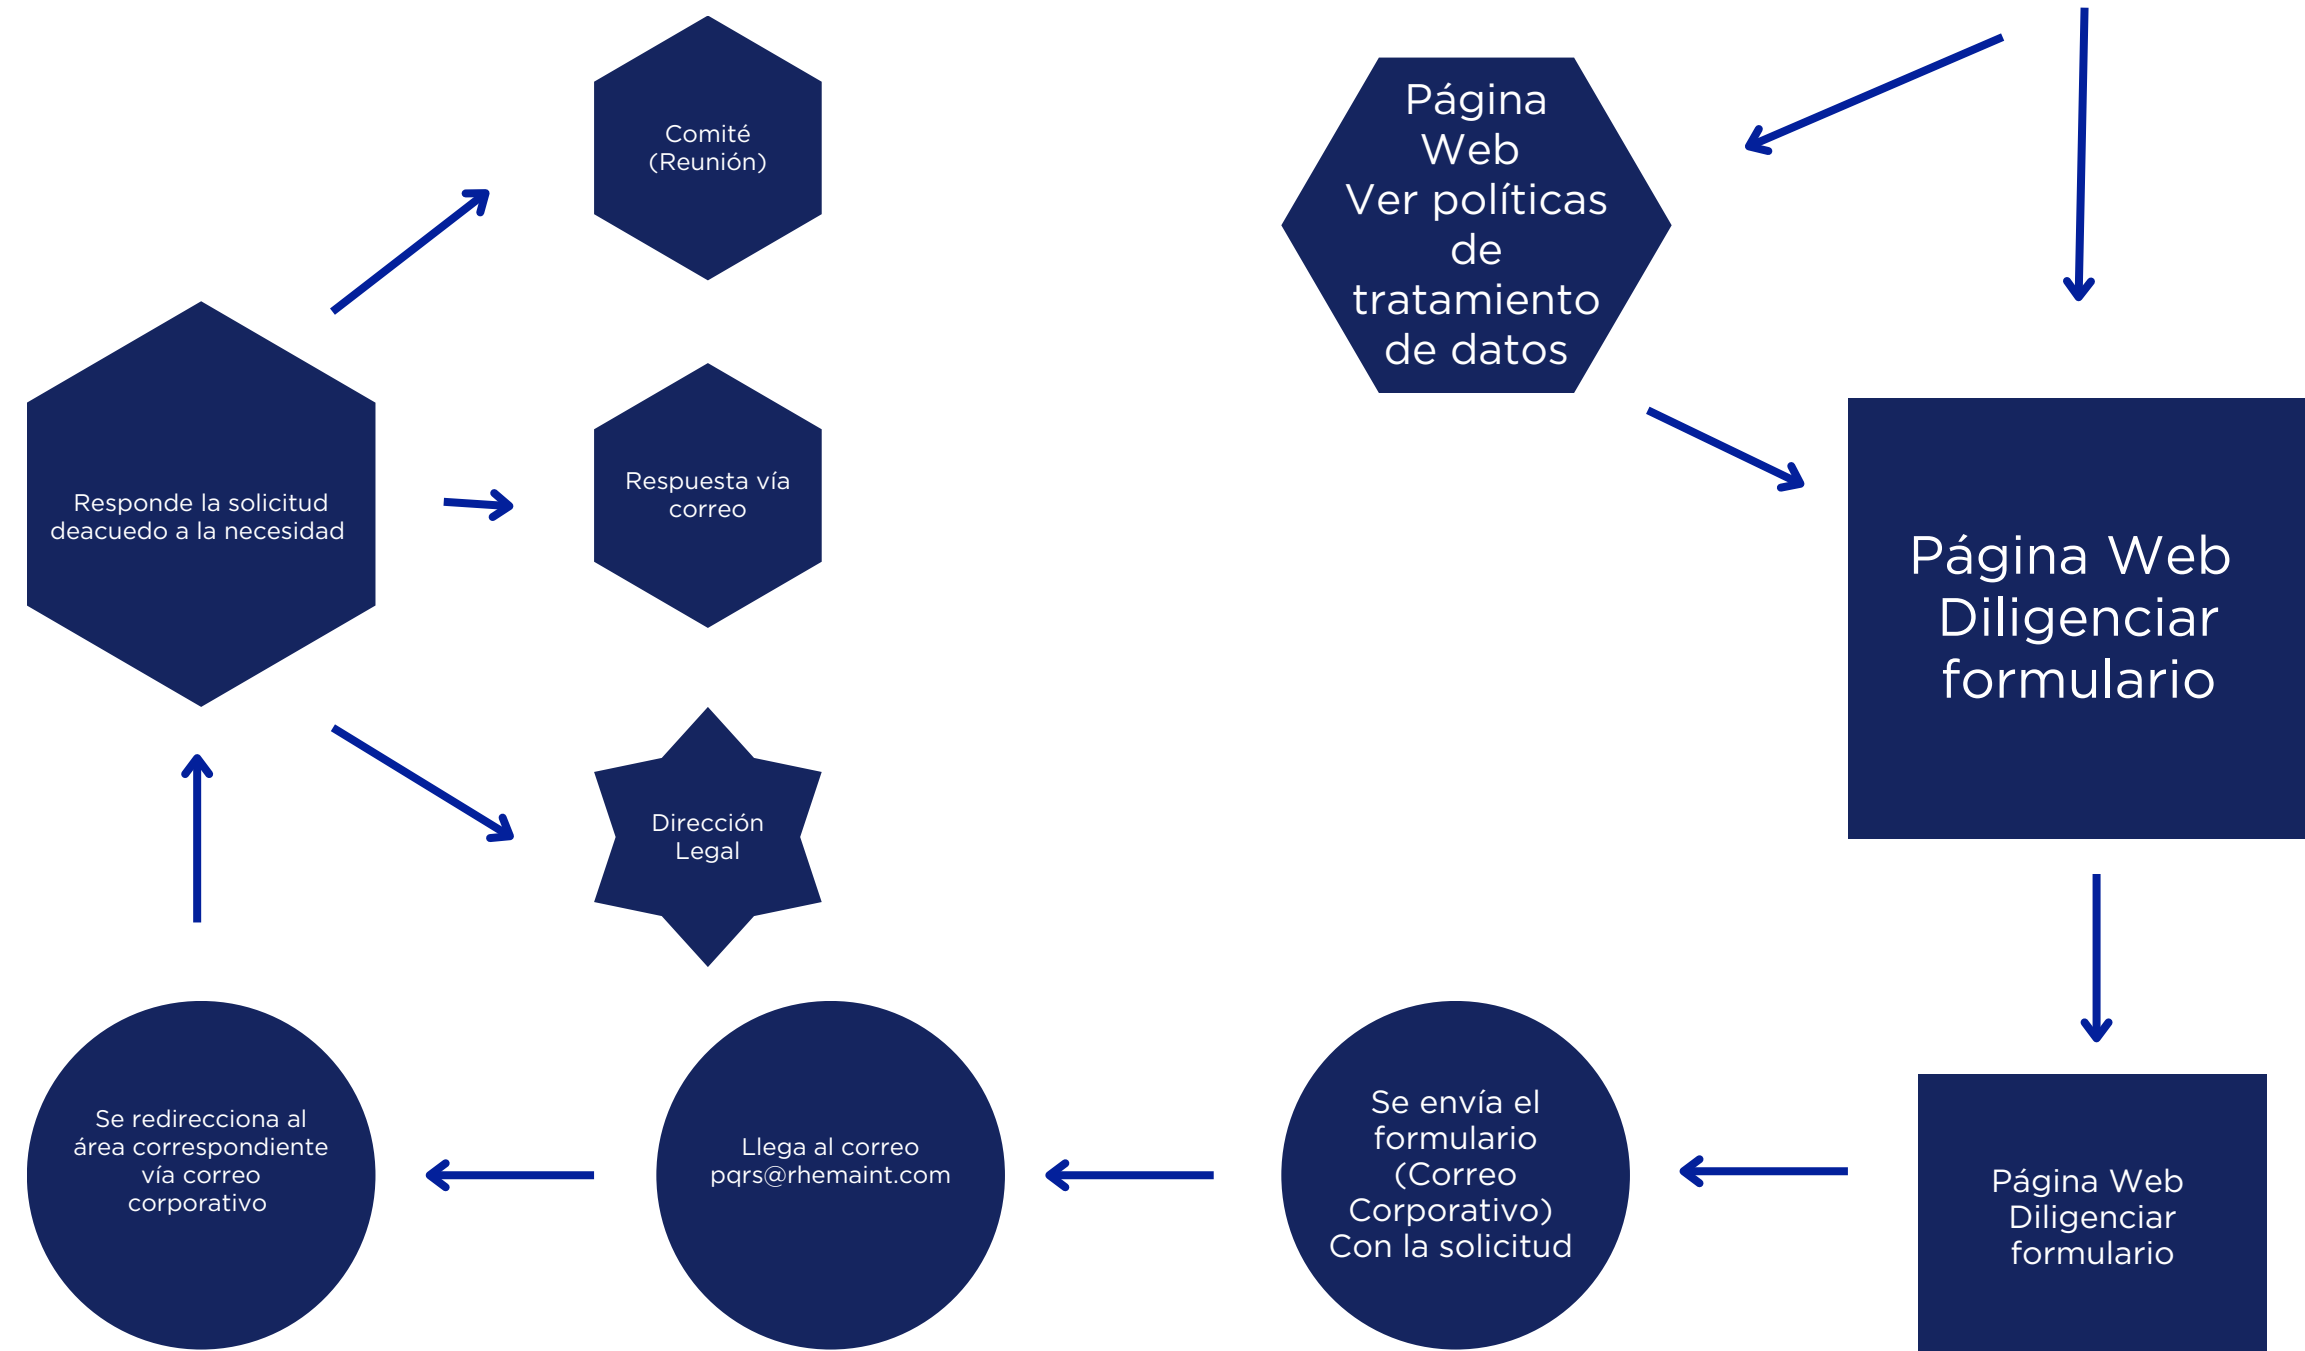 Comité
(Reunión)
Página
Web
Ver políticas
de
tratamiento
de datos
Responde la solicitud
deacuedo a la necesidad
Respuesta vía
correo
Página Web
Diligenciar
formulario
Dirección
Legal
Se redirecciona al
área correspondiente
vía correo
corporativo
Llega al correo
pqrs@rhemaint.com
Se envía el
formulario
(Correo
Corporativo)
Con la solicitud
Página Web
Diligenciar
formulario